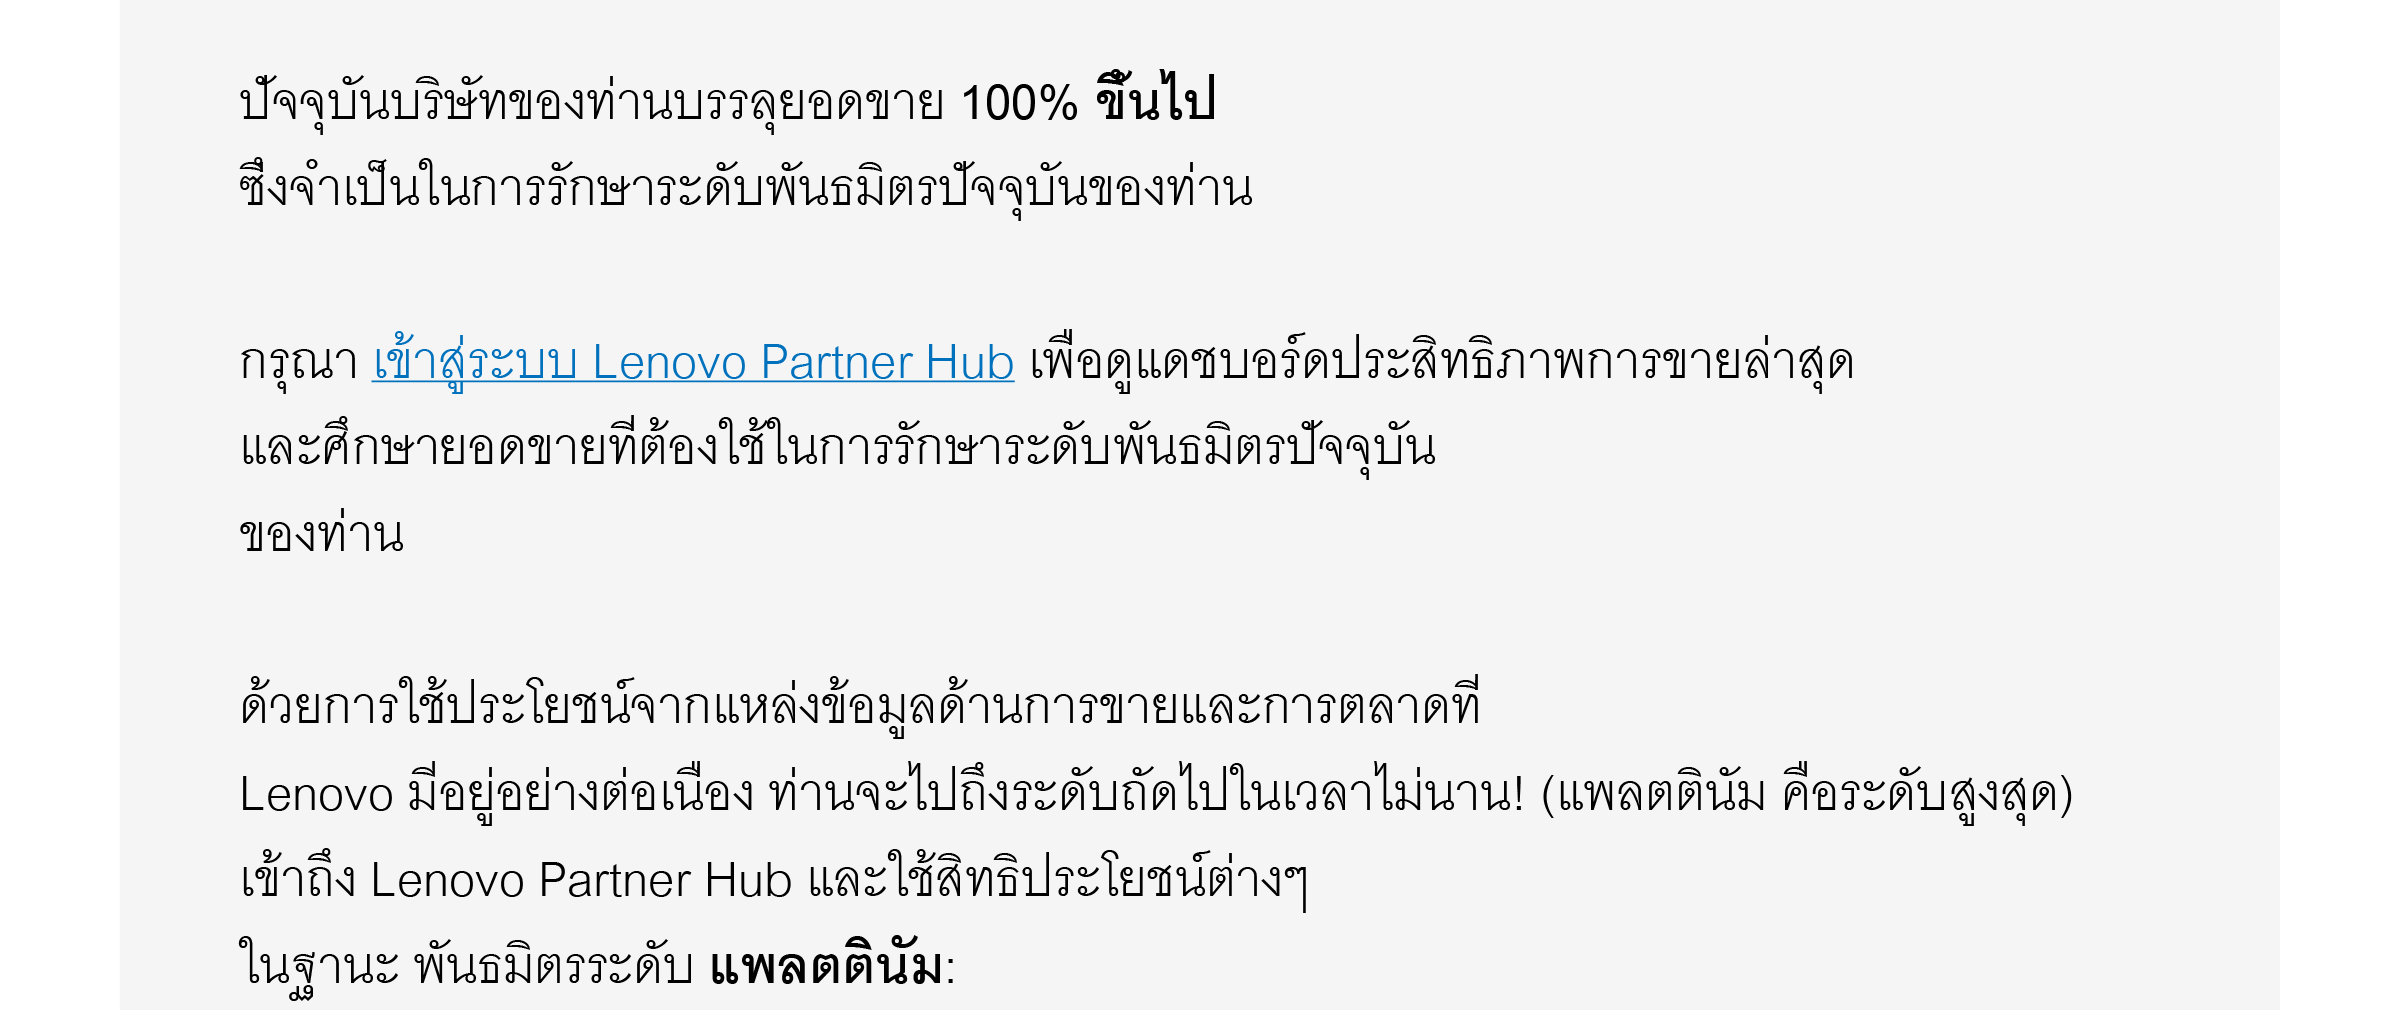 ปัจจุบันบริษัทของท่านบรรลุยอดขาย 100% ขึ้นไป
ซึ่งจำเป็นในการรักษาระดับพันธมิตรปัจจุบันของท่าน
กรุณา เข้าสู่ระบบ Lenovo Partner Hub เพื่อดูแดชบอร์ดประสิทธิภาพการขายล่าสุด
และศึกษายอดขายที่ต้องใช้ในการรักษาระดับพันธมิตรปัจจุบัน
ของท่าน
ด้วยการใช้ประโยชน์จากแหล่งข้อมูลด้านการขายและการตลาดที่
Lenovo มีอยู่อย่างต่อเนื่อง ท่านจะไปถึงระดับถัดไปในเวลาไม่นาน! (แพลตตินัม คือระดับสูงสุด)
เข้าถึง Lenovo Partner Hub และใช้สิทธิประโยชน์ต่างๆ
ในฐานะ พันธมิตรระดับ แพลตตินัม: